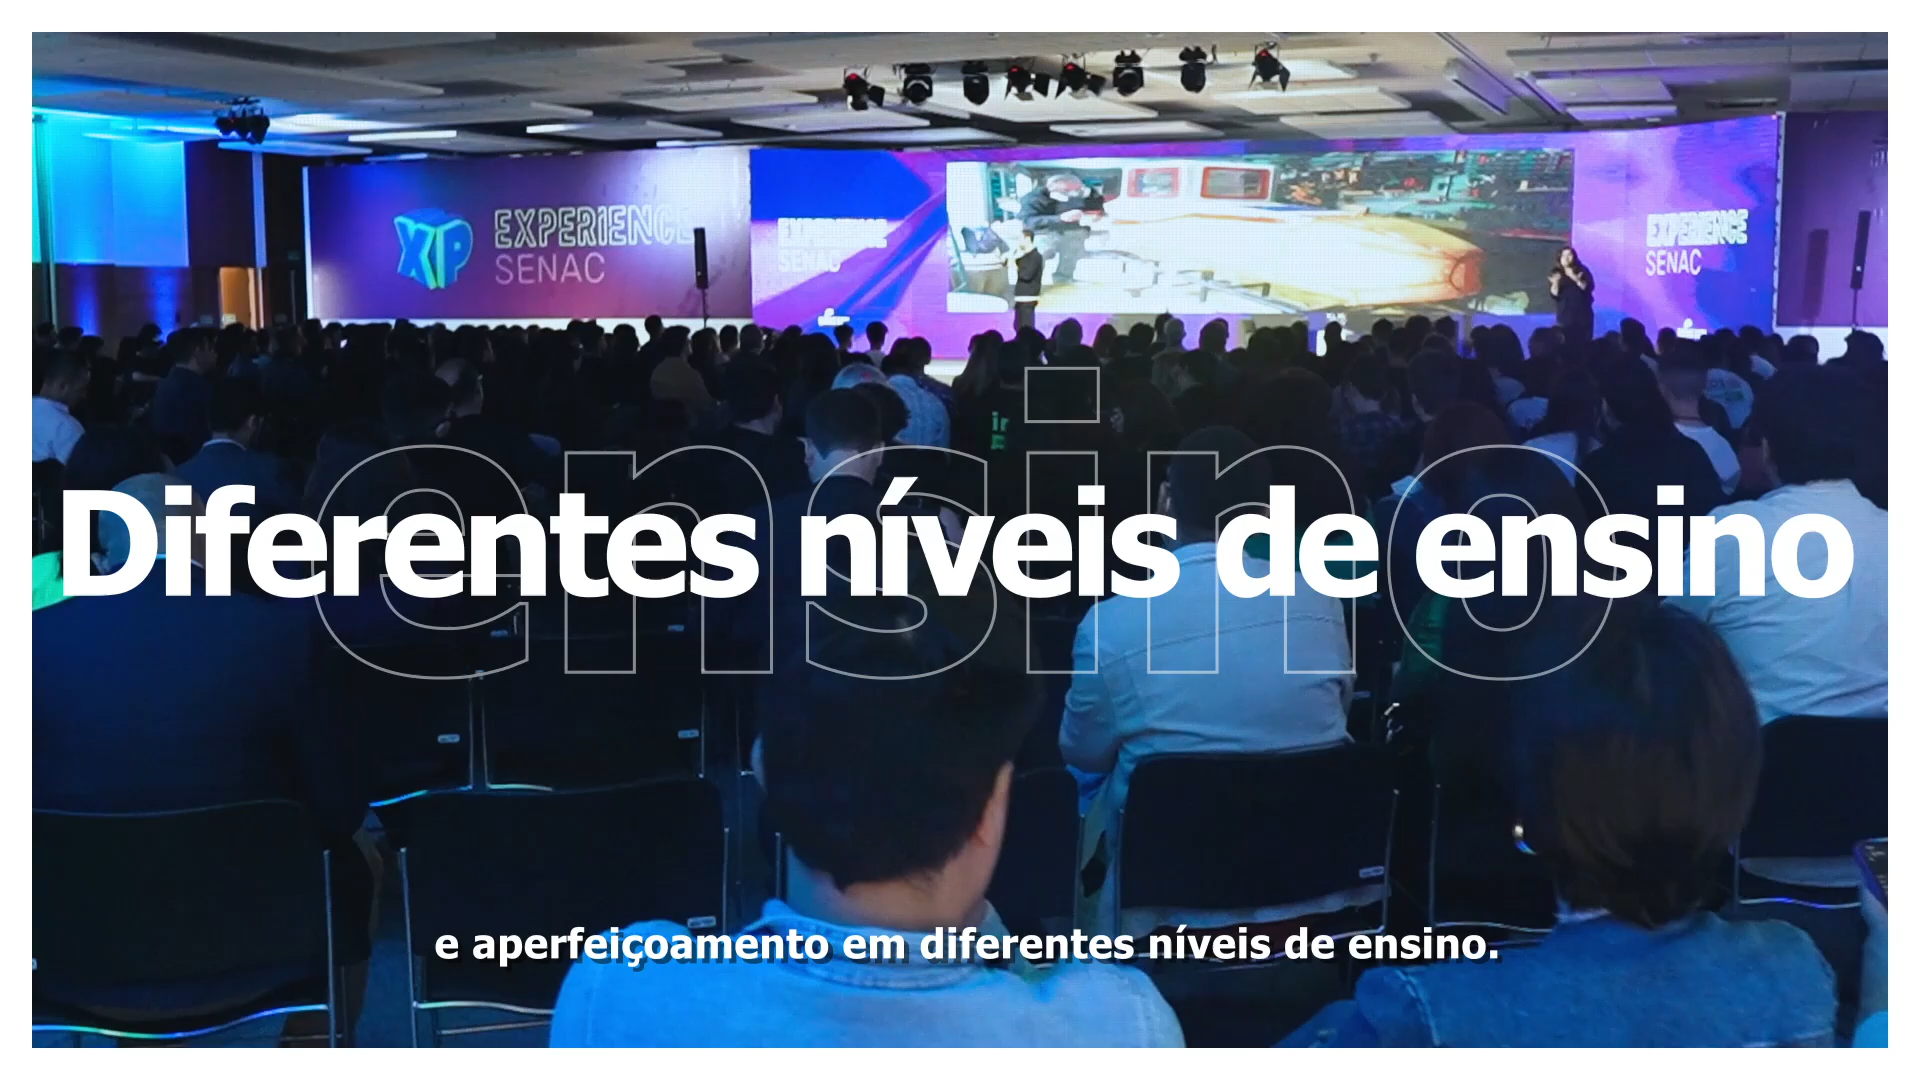 XP EXPERIENCE
SENAC
EXPERIENCE
SENAC
EXPERIENCE
SENAC
ensino
Diferentes níveis de ensino
e aperfeiçoamento em diferentes níveis de ensino.